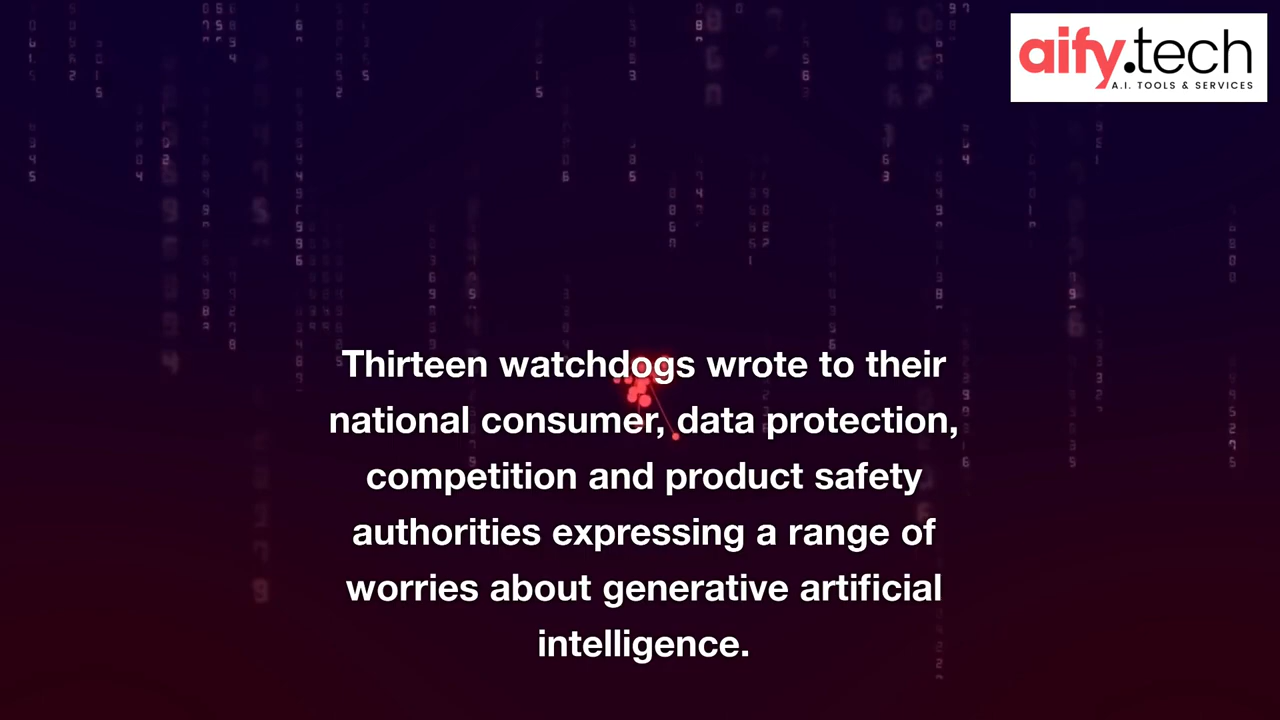 aify.tech
A.I. TOOLS & SERVICES
Thirteen watchdogs wrote to their
national consumer, data protection,
competition and product safety
authorities expressing a range of
worries about generative artificial
intelligence.